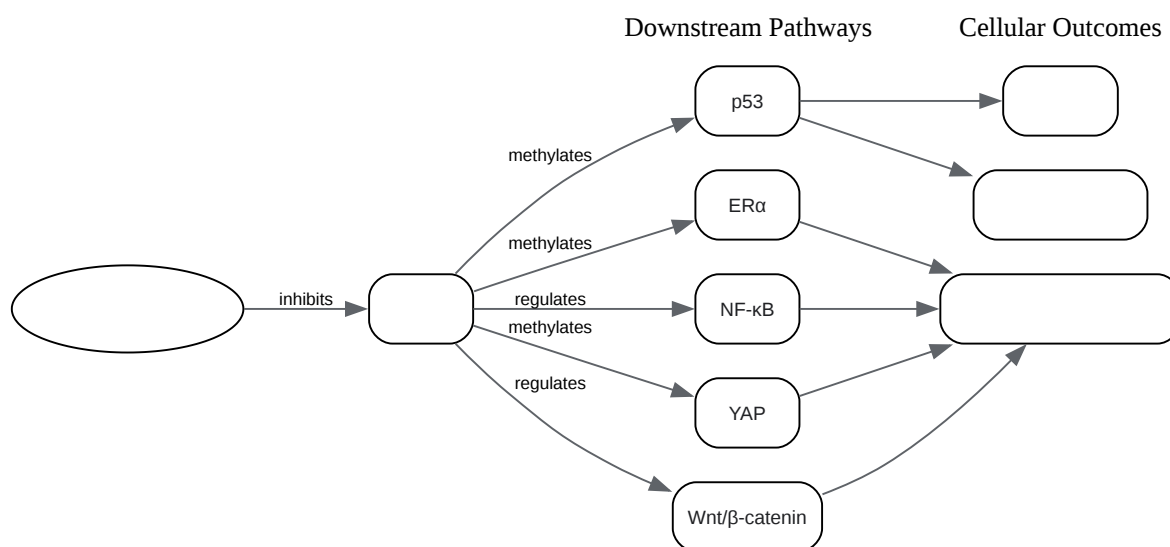 Downstream Pathways
Cellular Outcomes
p53
methylates
ERα
methylates
inhibits
regulates
NF-κB
methylates
regulates
YAP
Wnt/β-catenin